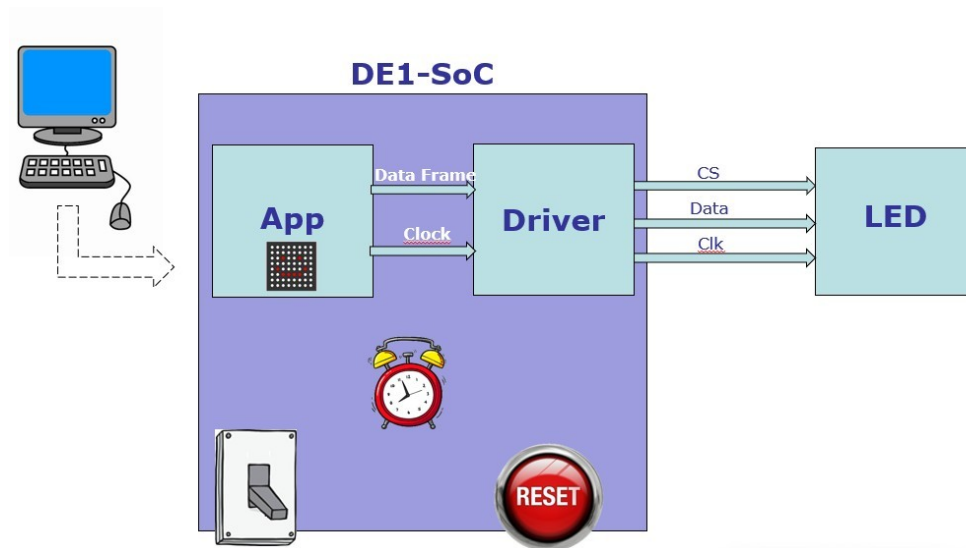 DE1-SoC
App
Data Frame
Clock
Driver
CS
Data
Clk
LED
RESET